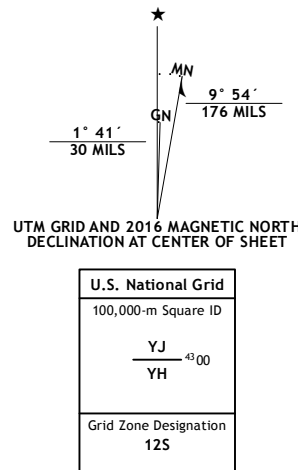 ★
MN
GN
9° 54´
176 MILS
1° 41´
30 MILS
UTM GRID AND 2016 MAGNETIC NORTH
DECLINATION AT CENTER OF SHEET
U.S. National Grid
100,000-m Square ID
YJ
4300
YH
Grid Zone Designation
12S